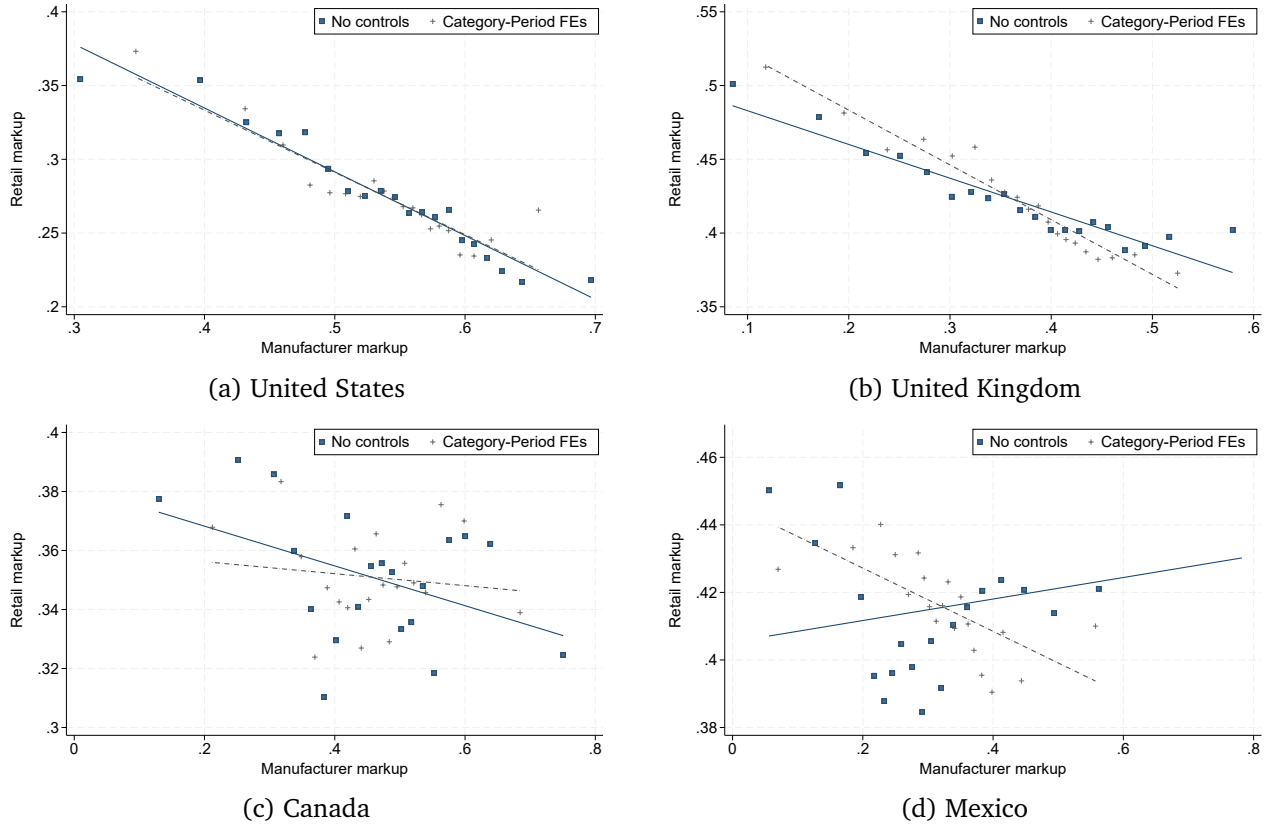 No controls Category-Period FEs
.4
.35
.3
.25
.2
Retail markup
.3 .4 .5 .6 .7
Manufacturer markup
(a) United States
No controls Category-Period FEs
.55
.5
.45
.4
.35
Retail markup
.1 .2 .3 .4 .5 .6
Manufacturer markup
(b) United Kingdom
No controls Category-Period FEs
.4
.38
.36
.34
.32
.3
Retail markup
0 .2 .4 .6 .8
Manufacturer markup
(c) Canada
No controls Category-Period FEs
.46
.44
.42
.4
.38
Retail markup
0 .2 .4 .6 .8
Manufacturer markup
(d) Mexico